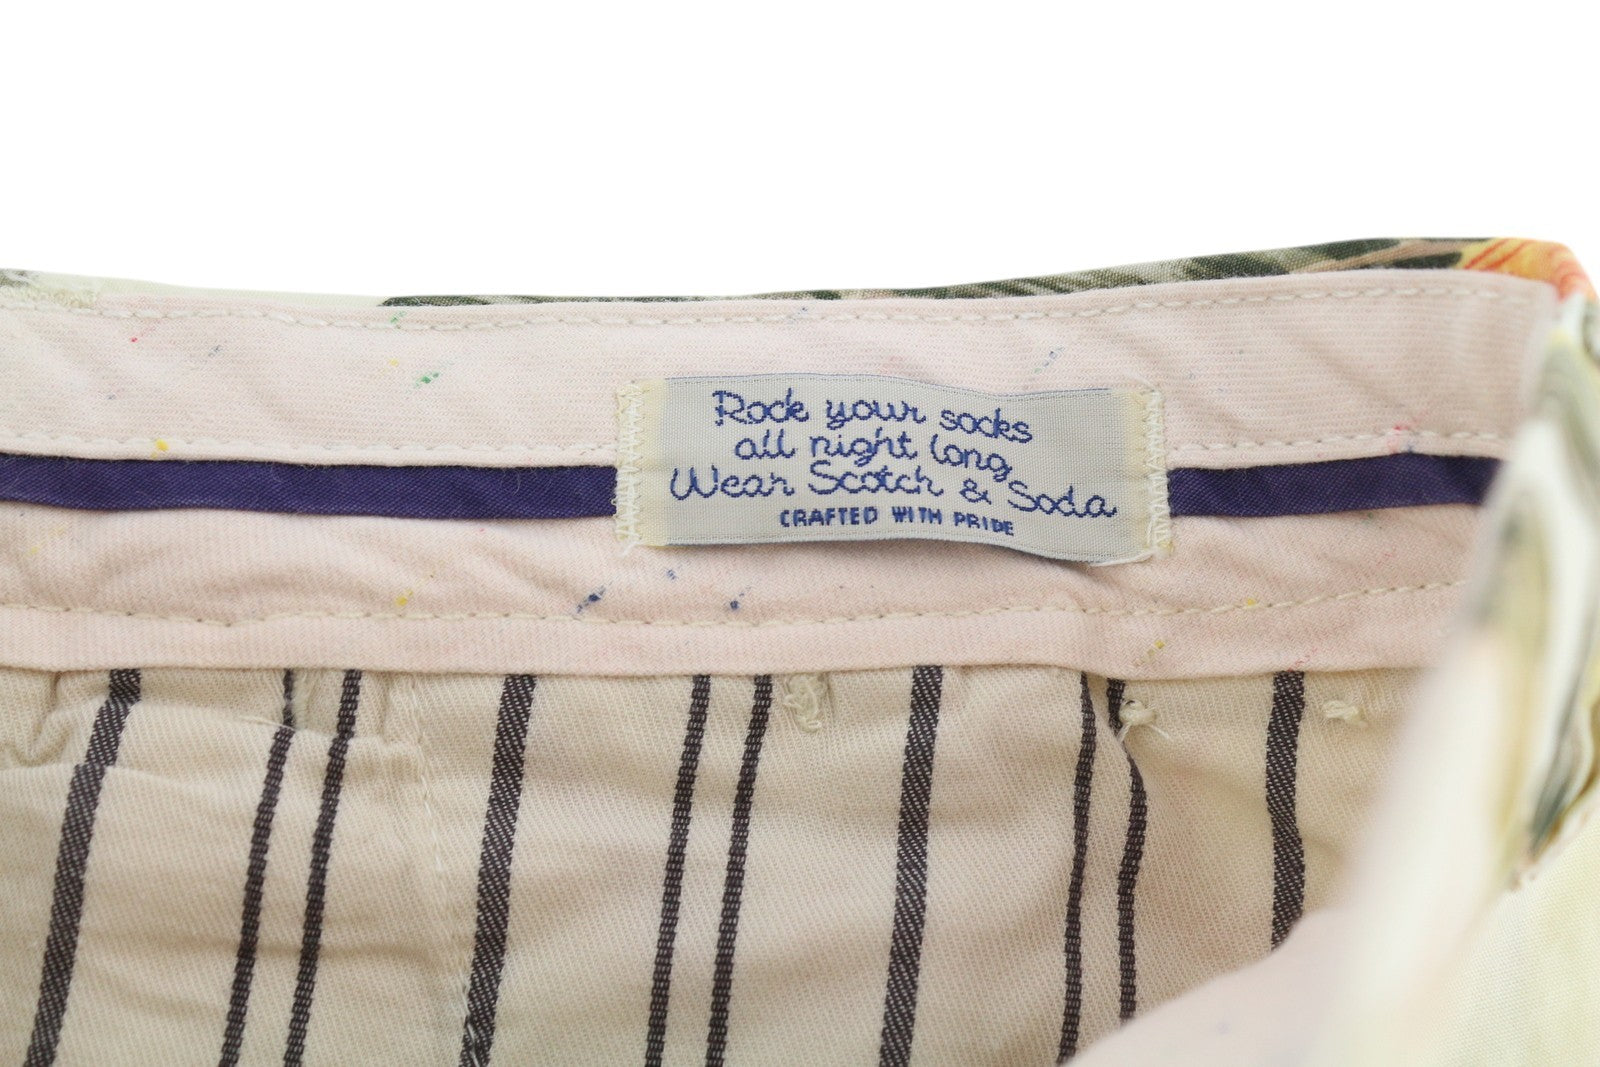 Rock your socks
all night long
Wear Scotch & Soda
CRAFTED WITH PRIDE